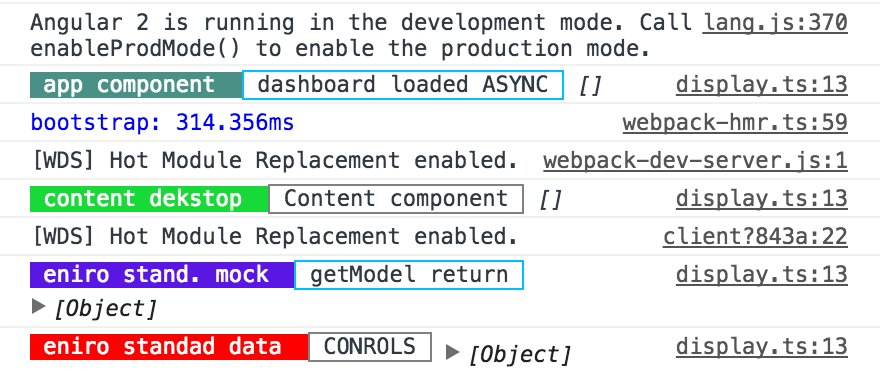 Angular 2 is running in the development mode. Call lang.js:370
enableProdMode() to enable the production mode.
app component dashboard loaded ASYNC [] display.ts:13
bootstrap: 314.356ms webpack-hmr.ts:59
[WDS] Hot Module Replacement enabled. webpack-dev-server.js:1
content dekstop Content component [] display.ts:13
[WDS] Hot Module Replacement enabled. client?843a:22
eniro stand. mock getModel return display.ts:13
▶ [Object]
eniro standad data CONROLS ▶ [Object] display.ts:13